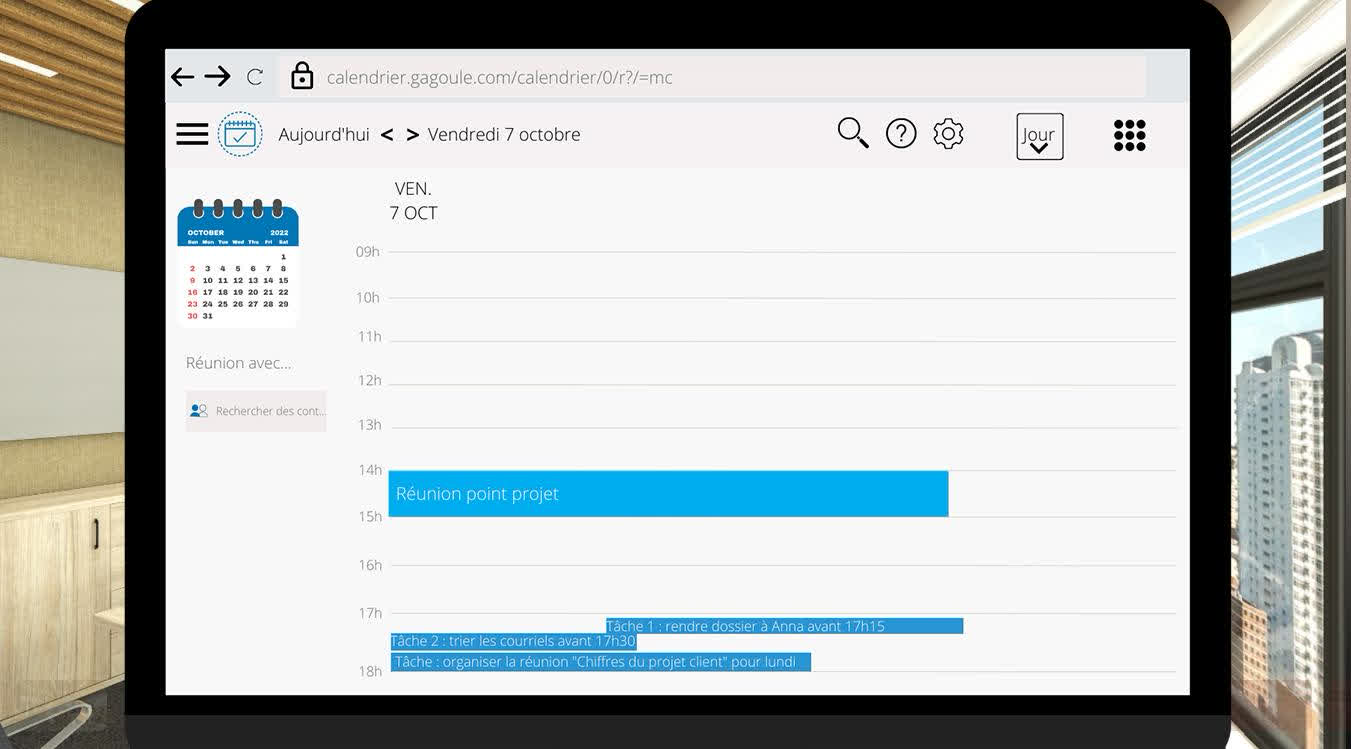 calendrier.gagoule.com/calendrier/0/r?/=mc
Aujourd'hui < > Vendredi 7 octobre
?
Jour
VEN.
7 OCT
OCTOBER 2022
Sun Mon Tue Wed Thu Fri Sat
1
2 3 4 5 6 7 8
9 10 11 12 13 14 15
16 17 18 19 20 21 22
23 24 25 26 27 28 29
30 31
Réunion avec...
Rechercher des cont...
09h
10h
11h
12h
13h
14h
Réunion point projet
15h
16h
17h
Tâche 1 : rendre dossier à Anna avant 17h15
Tâche 2 : trier les courriels avant 17h30
Tâche : organiser la réunion "Chiffres du projet client" pour lundi
18h